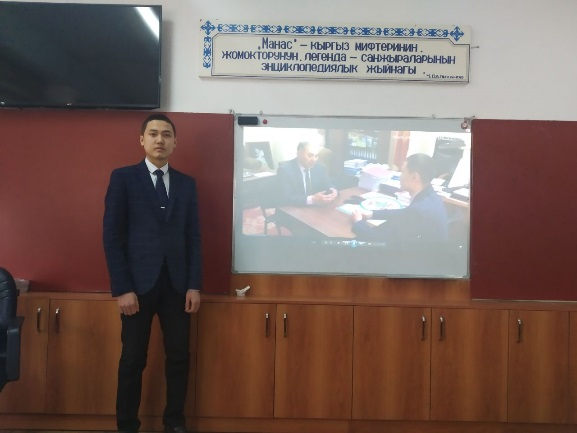 „Манас" – кыргыз мифтеринин,
жомокторунун, легенда – санжыраларынын
энциклопедиялык жыйнагы